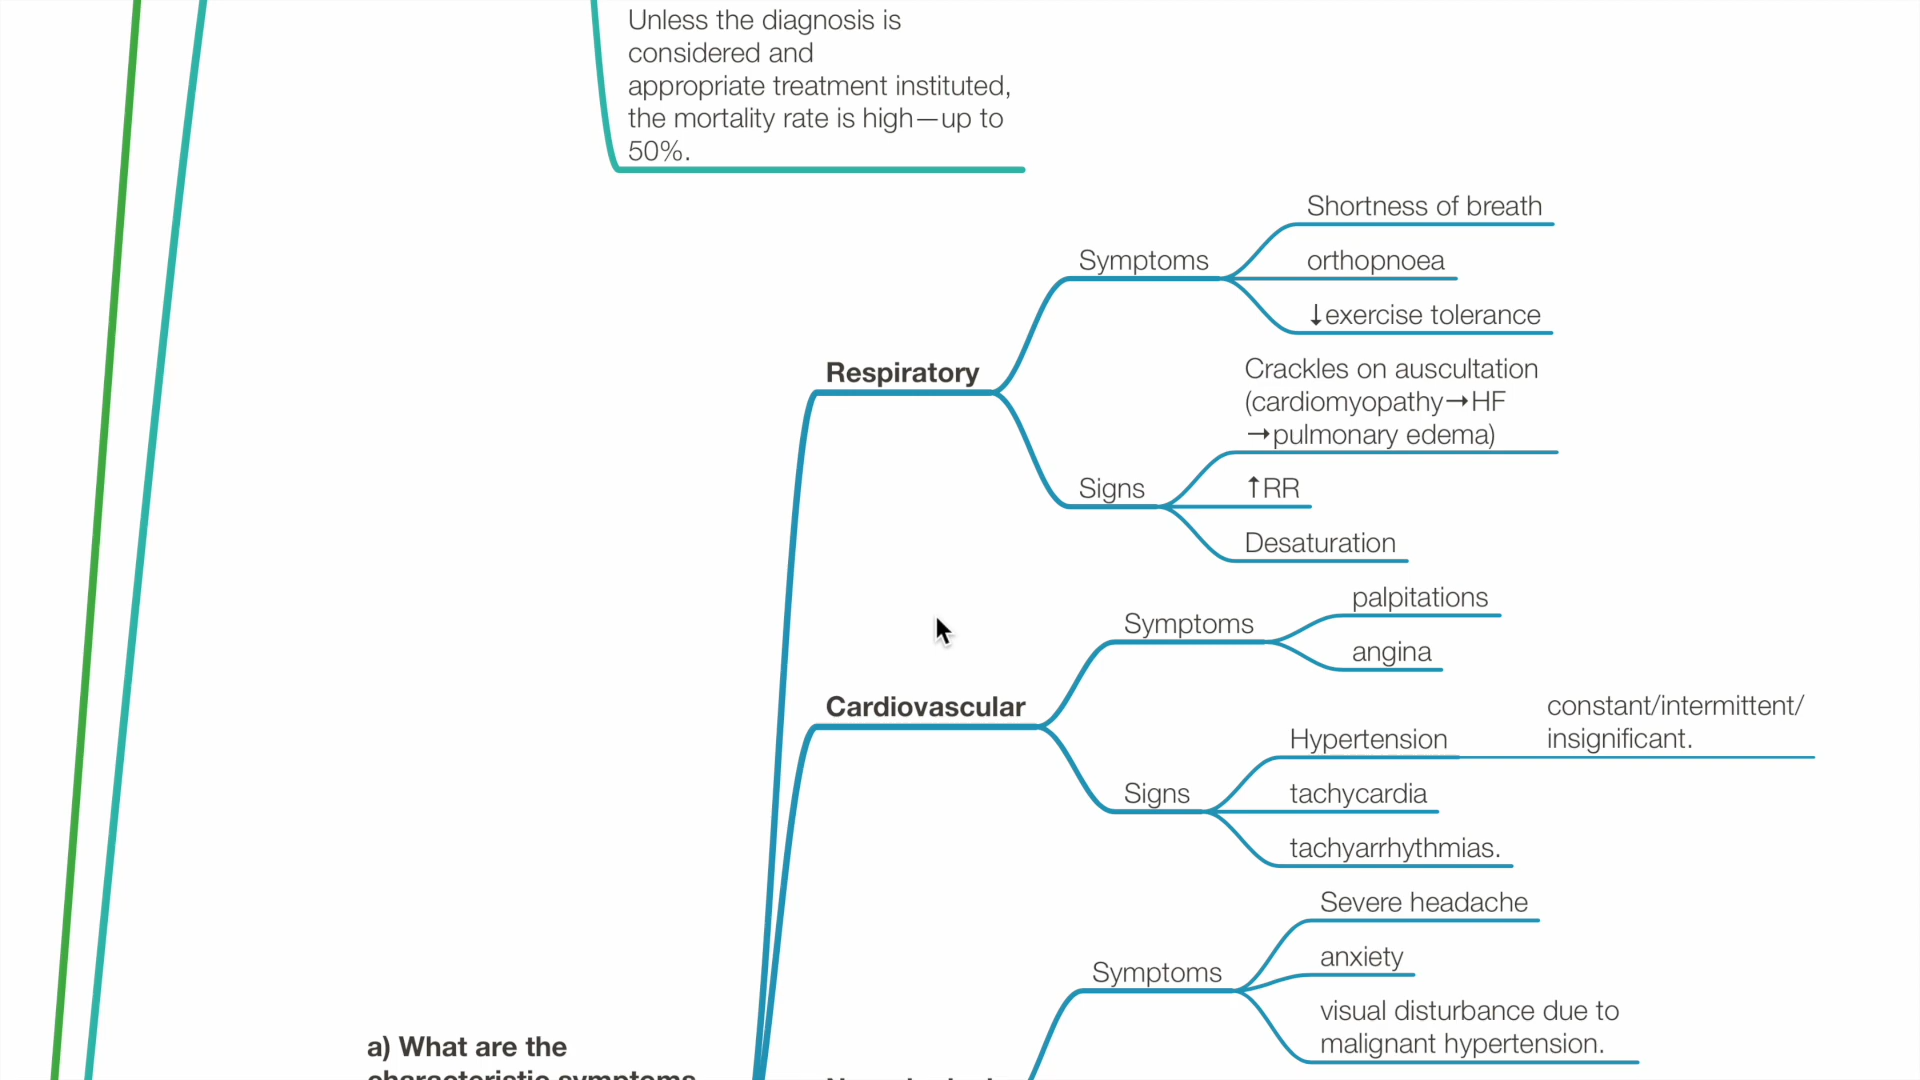 Unless the diagnosis is
considered and
appropriate treatment instituted,
the mortality rate is high—up to
50%.
Respiratory
Symptoms
Shortness of breath
orthopnoea
↓exercise tolerance
Signs
Crackles on auscultation
(cardiomyopathy→HF
→pulmonary edema)
↑RR
Desaturation
Cardiovascular
Symptoms
palpitations
angina
Signs
Hypertension
constant/intermittent/
insignificant.
tachycardia
tachyarrhythmias.
Symptoms
Severe headache
anxiety
visual disturbance due to
malignant hypertension.
a) What are the
characteristic symptoms